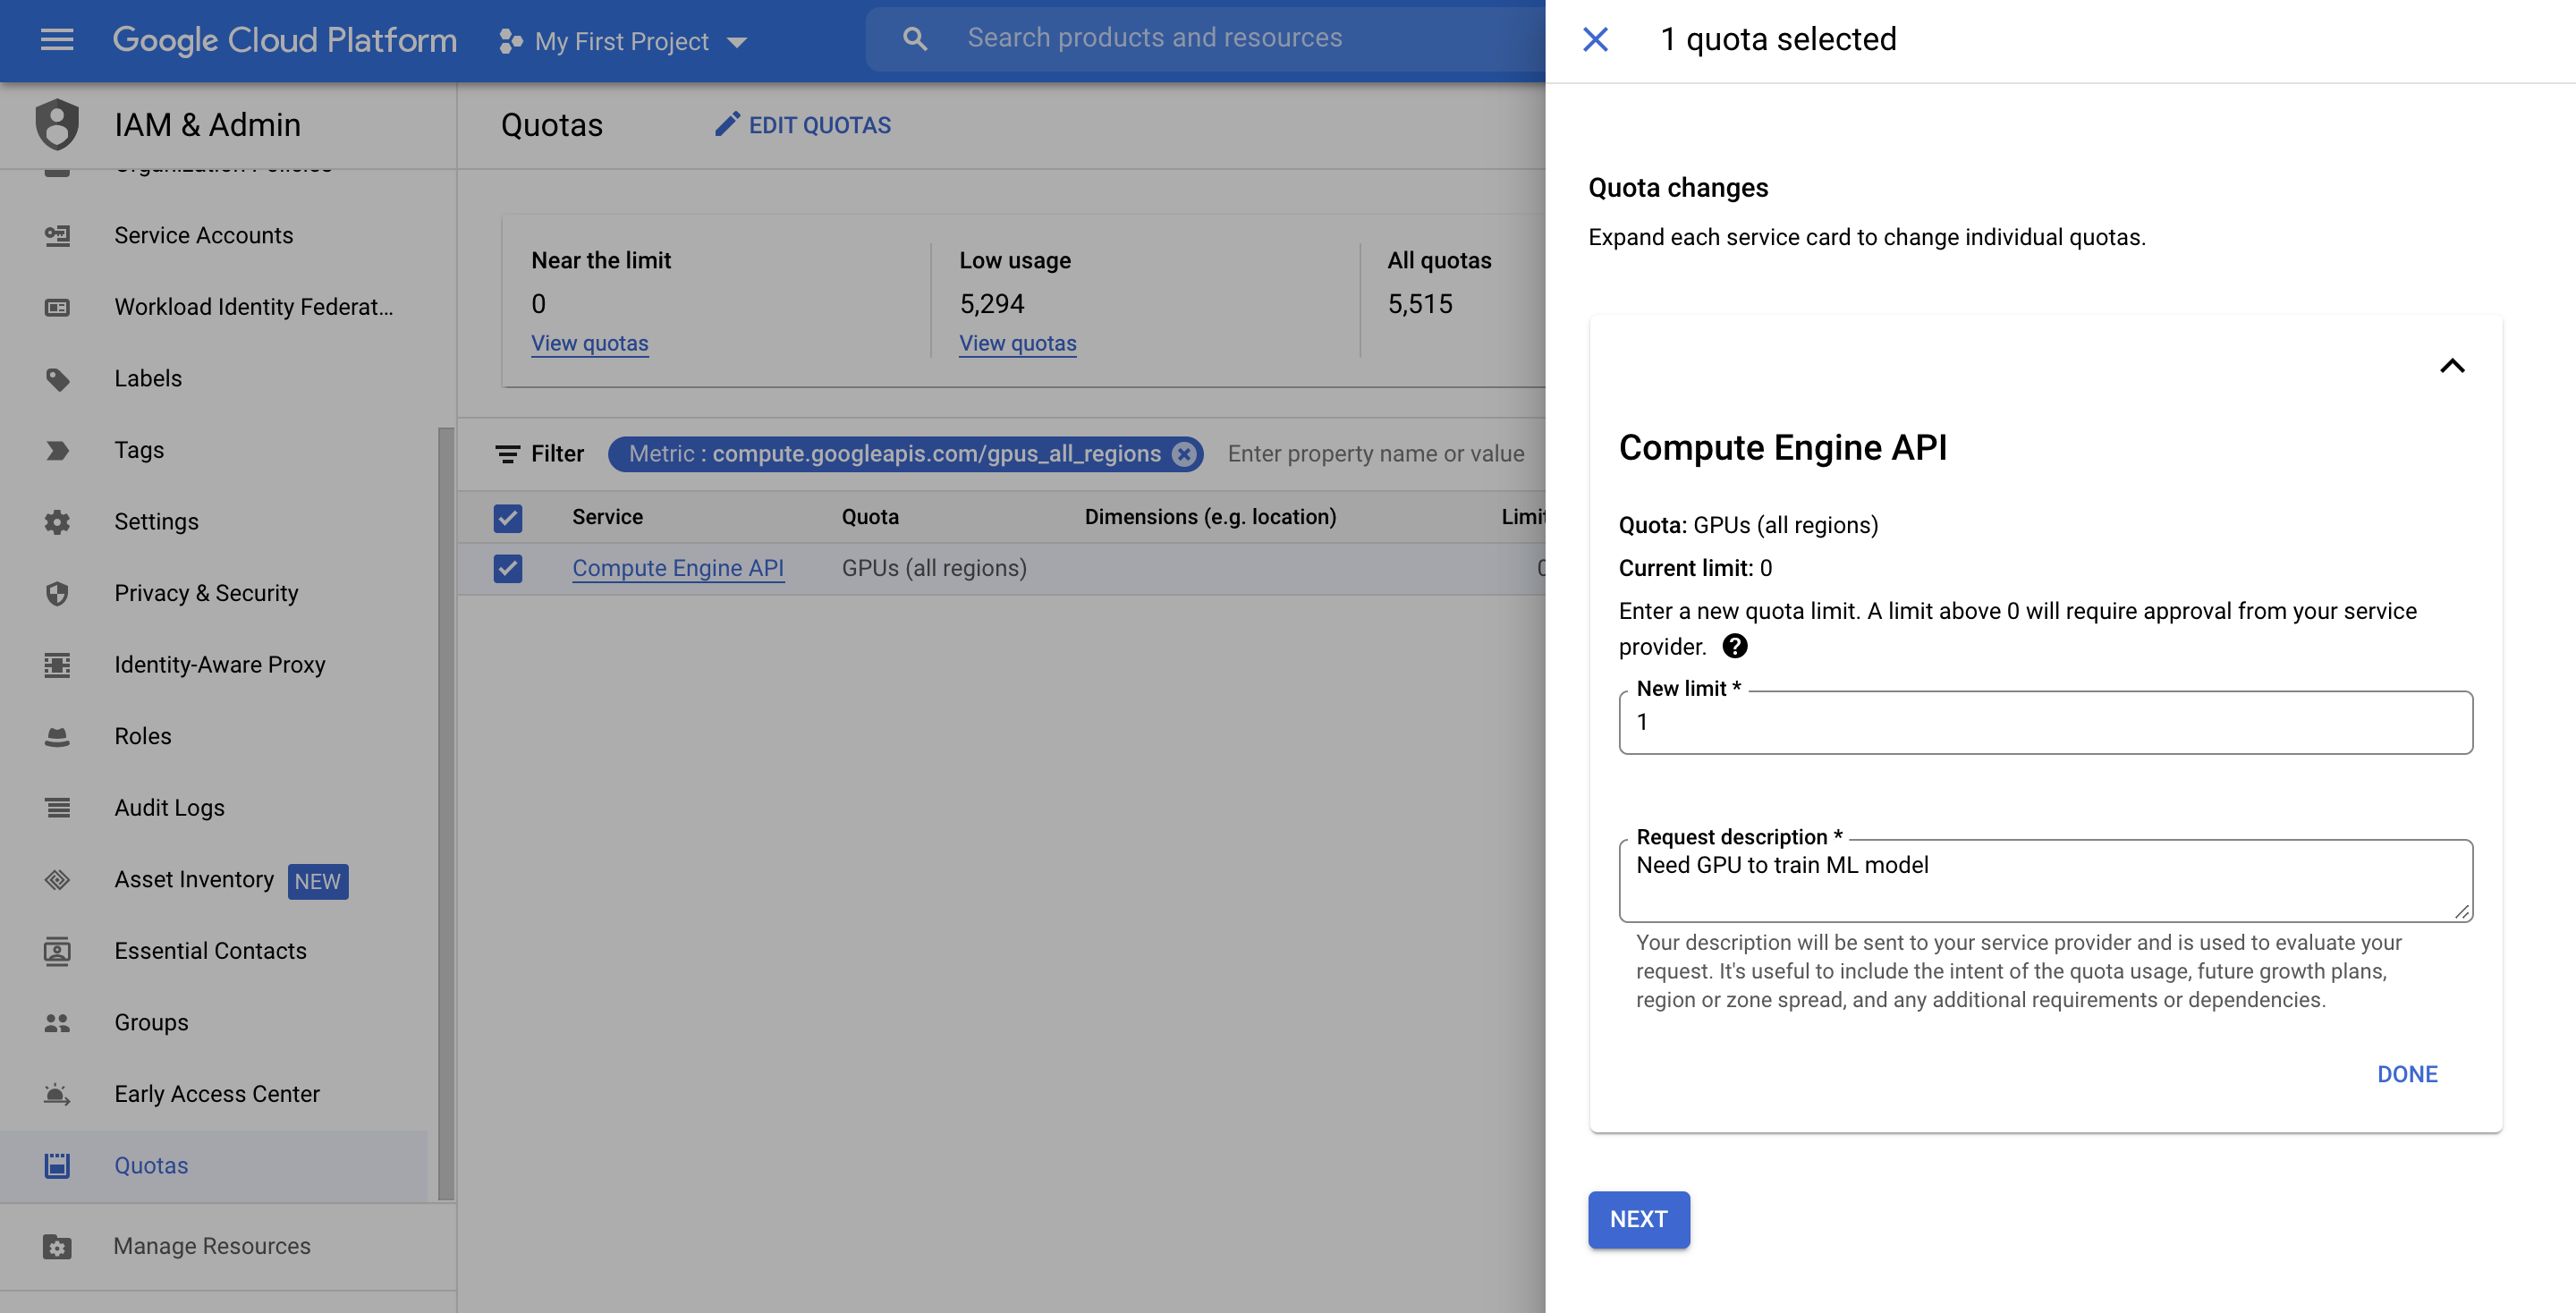 Google Cloud Platform
My First Project
Search products and resources
1 quota selected
IAM & Admin
Organization Policies
Service Accounts
Workload Identity Federat...
Labels
Tags
Settings
Privacy & Security
Identity-Aware Proxy
Roles
Audit Logs
Asset Inventory NEW
Essential Contacts
Groups
Early Access Center
Quotas
Manage Resources
Quotas
EDIT QUOTAS
Near the limit
0
View quotas
Low usage
5,294
View quotas
All quotas
5,515
Filter
Metric : compute.googleapis.com/gpus_all_regions
Enter property name or value
Service Quota Dimensions (e.g. location) Limit
Compute Engine API GPUs (all regions) 0
Quota changes
Expand each service card to change individual quotas.
Compute Engine API
Quota: GPUs (all regions)
Current limit: 0
Enter a new quota limit. A limit above 0 will require approval from your service
provider.
New limit *
1
Request description *
Need GPU to train ML model
Your description will be sent to your service provider and is used to evaluate your
request. It's useful to include the intent of the quota usage, future growth plans,
region or zone spread, and any additional requirements or dependencies.
DONE
NEXT